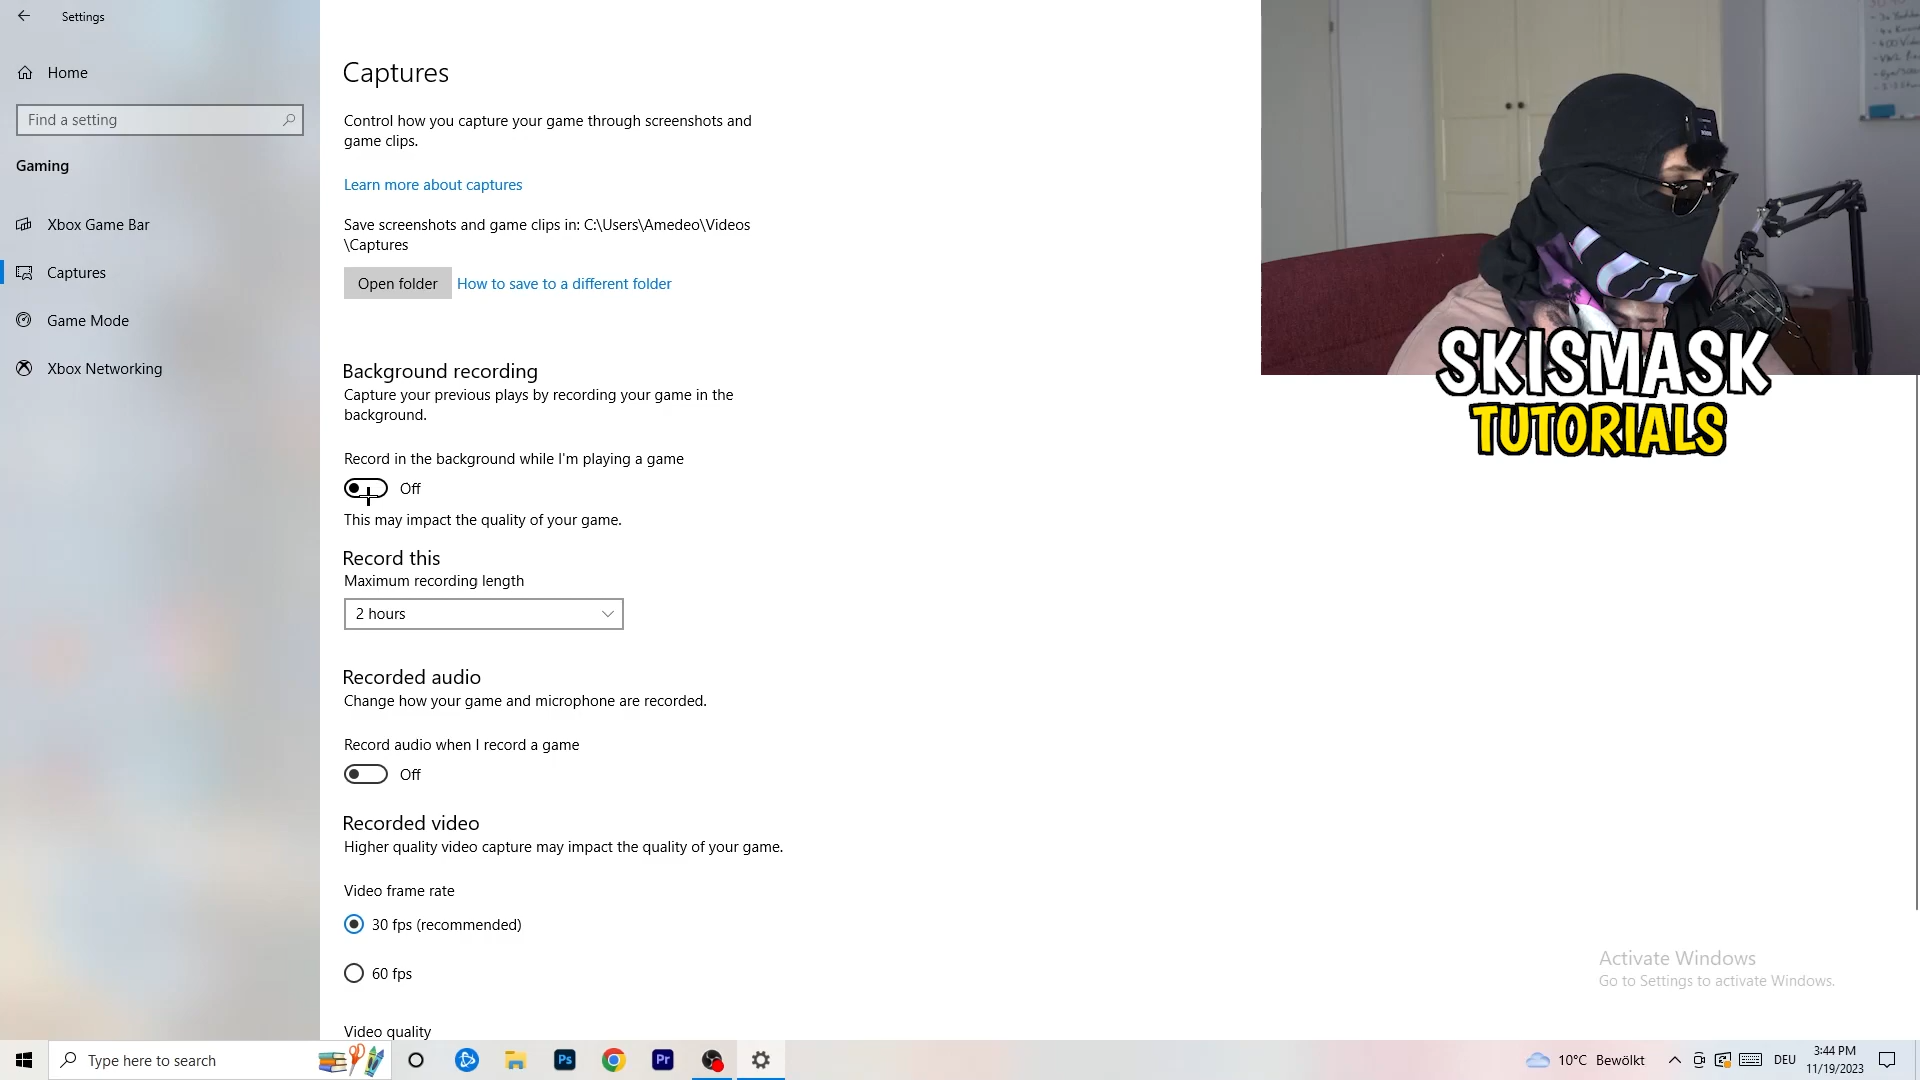 Settings
Home
Find a setting
Gaming
Xbox Game Bar
Captures
Game Mode
Xbox Networking
Captures
Control how you capture your game through screenshots and
game clips.
Learn more about captures
Save screenshots and game clips in: C:\Users\Amedeo\Videos
\Captures
Open folder
How to save to a different folder
Background recording
Capture your previous plays by recording your game in the
background.
Record in the background while I'm playing a game
Off
This may impact the quality of your game.
Record this
Maximum recording length
2 hours
Recorded audio
Change how your game and microphone are recorded.
Record audio when I record a game
Off
Recorded video
Higher quality video capture may impact the quality of your game.
Video frame rate
30 fps (recommended)
60 fps
Video quality
SKISMASK
TUTORIALS
Activate Windows
Go to Settings to activate Windows.
Type here to search
Ps
Pr
10°C Bewölkt
DEU
3:44 PM
11/19/2023